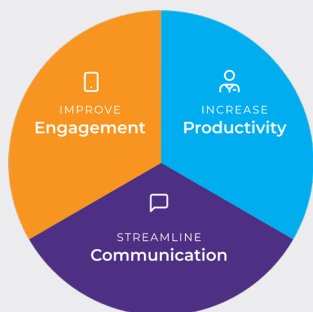 IMPROVE
Engagement
INCREASE
Productivity
STREAMLINE
Communication